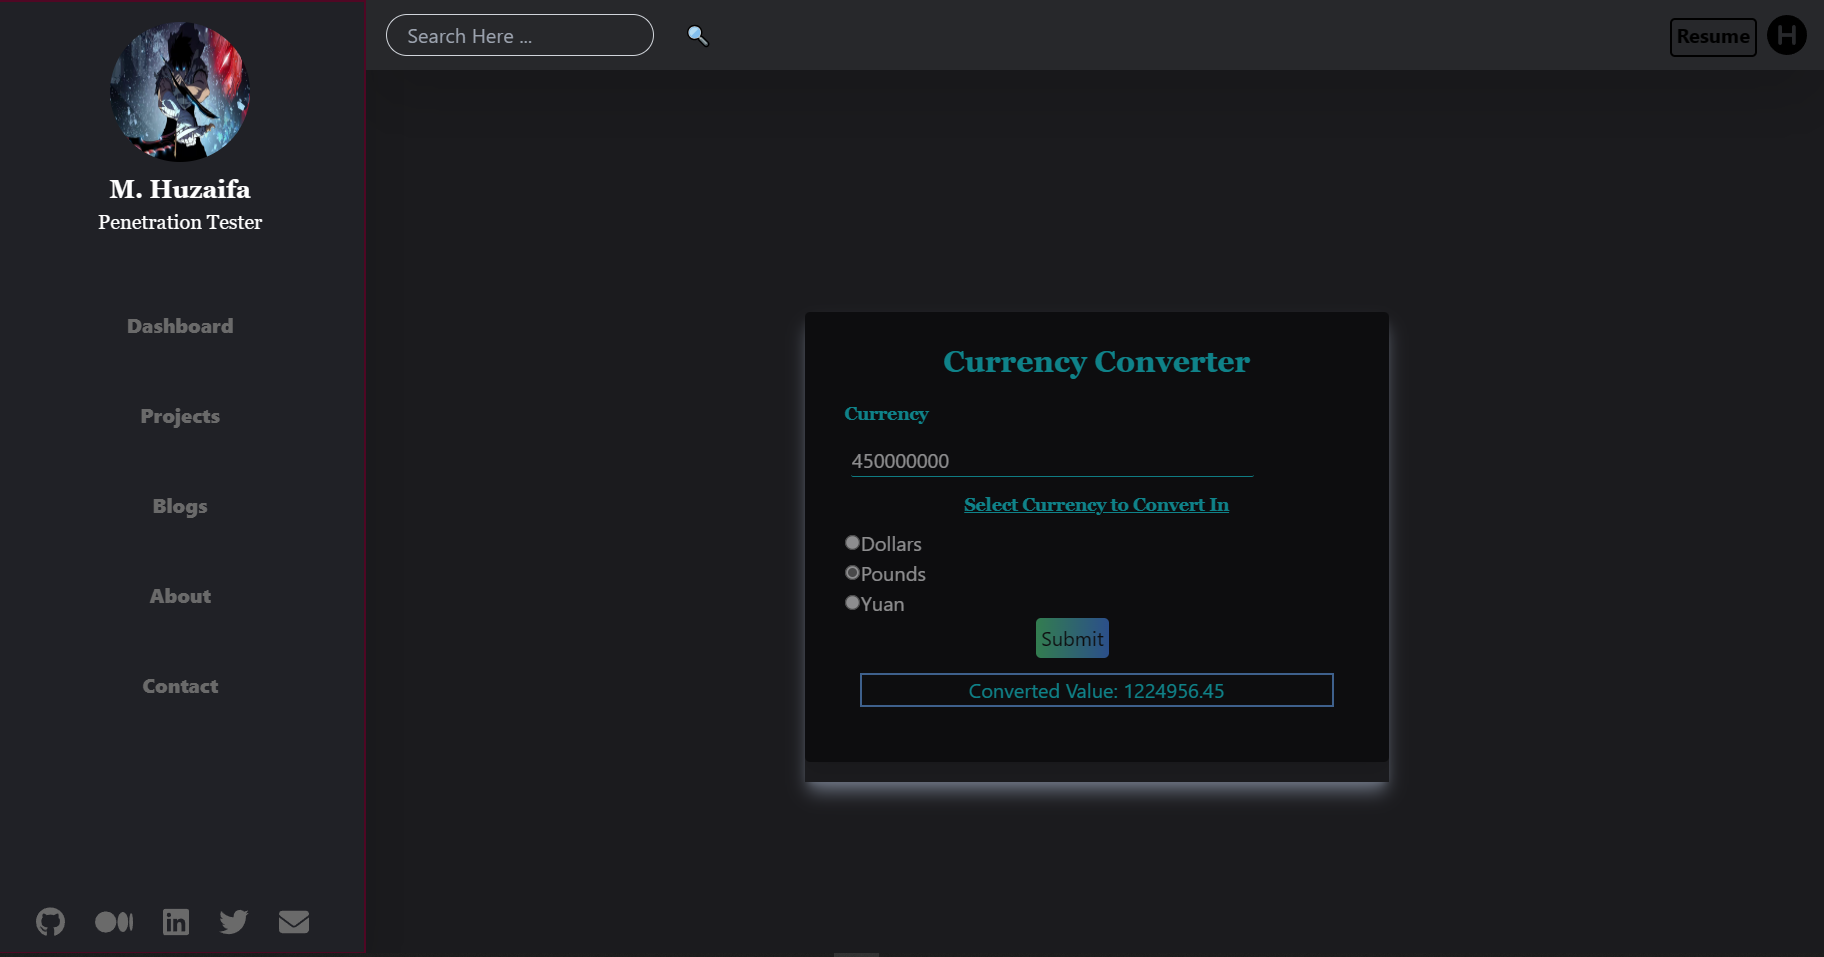 M. Huzaifa
Penetration Tester
Dashboard
Projects
Blogs
About
Contact
Search Here ...
Resume
H
Currency Converter
Currency
450000000
Select Currency to Convert In
Dollars
Pounds
Yuan
Submit
Converted Value: 1224956.45